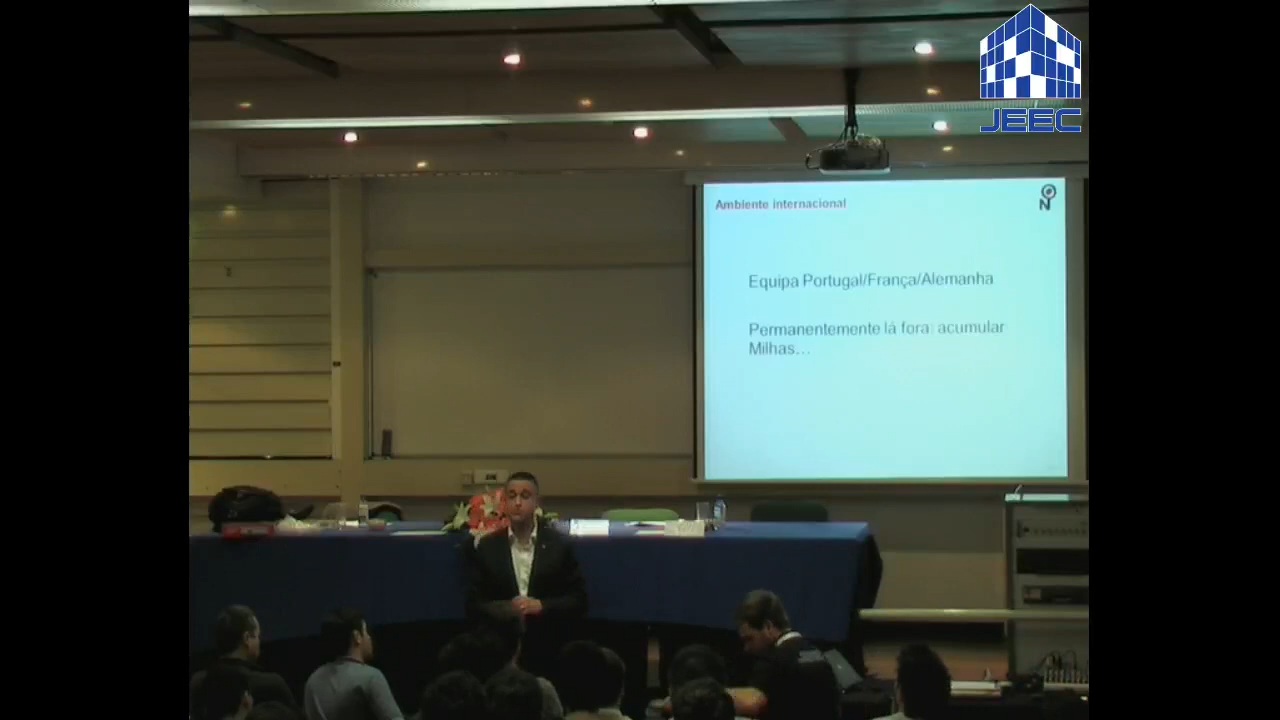 JEEC
Ambiente internacional
N
Equipa Portugal/França/Alemanha
Permanentemente lá fora: acumular
Milhas...